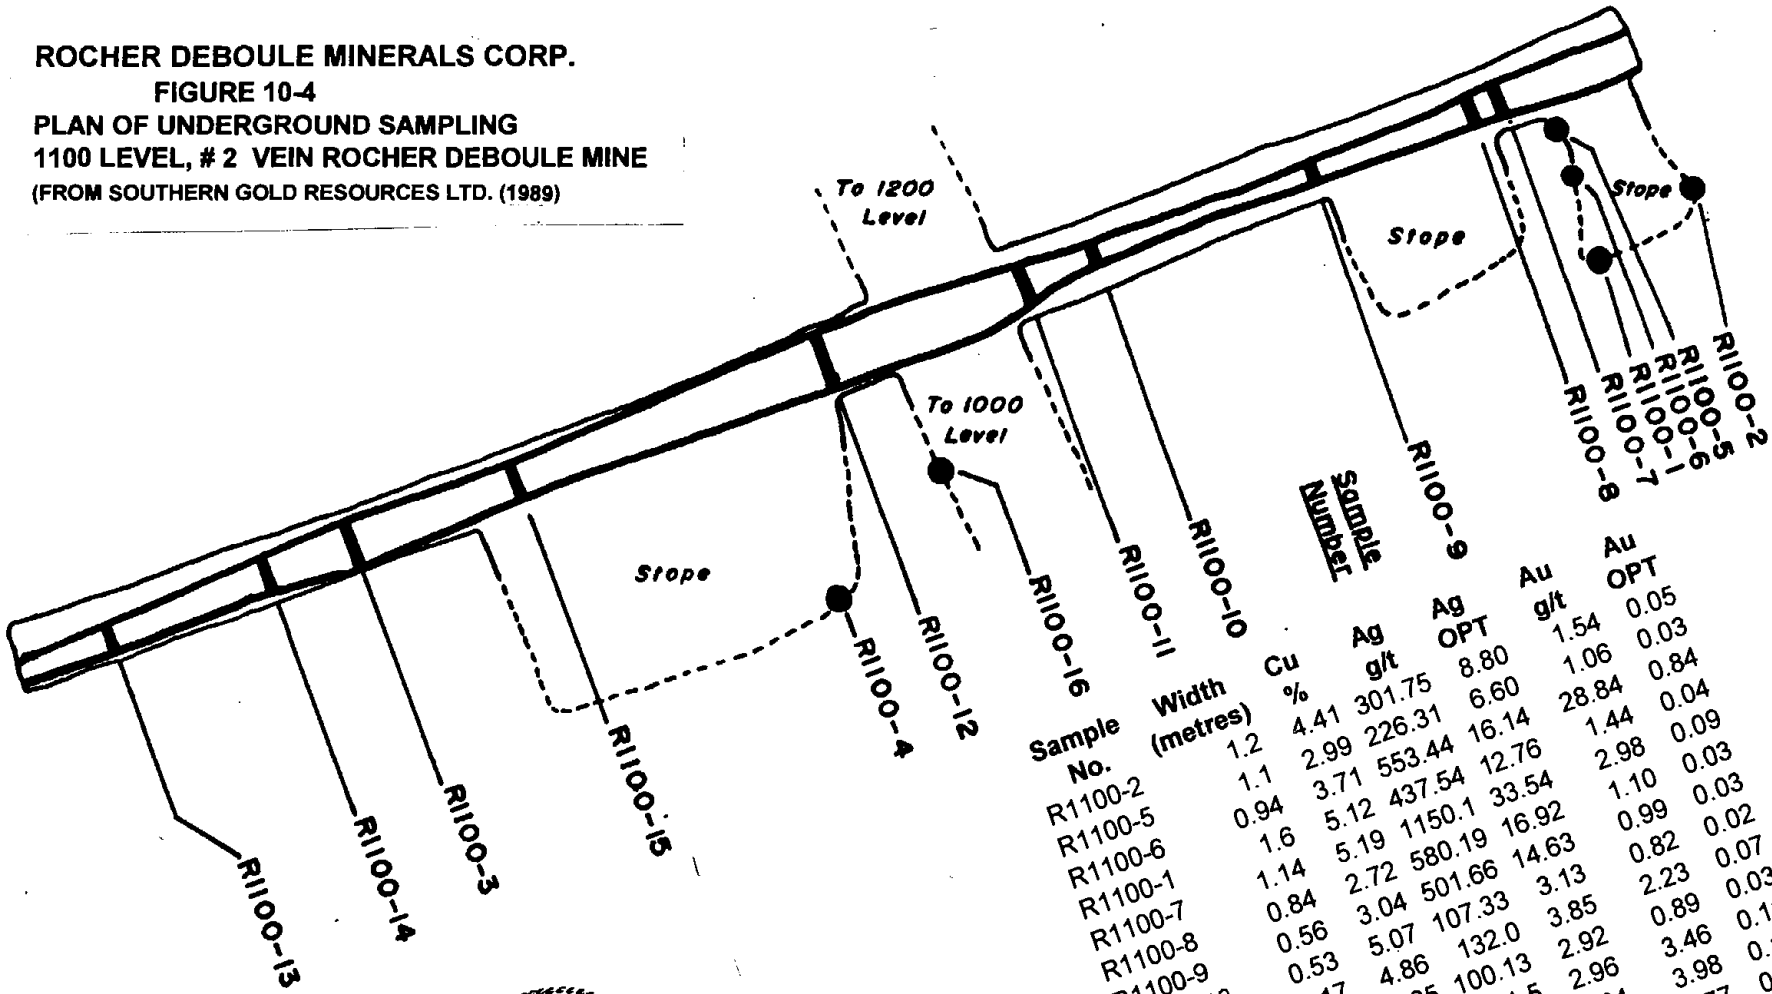 ROCHER DEBOULE MINERALS CORP.
FIGURE 10-4
PLAN OF UNDERGROUND SAMPLING
1100 LEVEL, # 2 VEIN ROCHER DEBOULE MINE
(FROM SOUTHERN GOLD RESOURCES LTD. (1989)
To 1200
Level
Stope
Stope
To 1000
Level
Stope
R1100-2
R1100-5
R1100-6
R1100-1
R1100-7
R1100-8
R1100-9
R1100-10
R1100-11
R1100-16
R1100-12
R1100-4
R1100-15
R1100-3
R1100-14
R1100-13
Sample
Number
Sample No. Width (metres) Cu % Ag g/t Ag OPT Au g/t Au OPT
R1100-2 1.2 4.41 301.75 8.80 1.54 0.05
R1100-5 1.1 2.99 226.31 6.60 1.06 0.03
R1100-6 0.94 3.71 553.44 16.14 28.84 0.84
R1100-1 1.6 5.12 437.54 12.76 1.44 0.04
R1100-7 1.14 5.19 1150.1 33.54 2.98 0.09
R1100-8 0.84 2.72 580.19 16.92 1.10 0.03
R1100-9 0.56 3.04 501.66 14.63 0.99 0.03
0.53 5.07 107.33 3.13 0.82 0.02
4.86 132.0 3.85 2.23 0.07
100.13 2.92 0.89 0.03
2.96 3.46
3.98